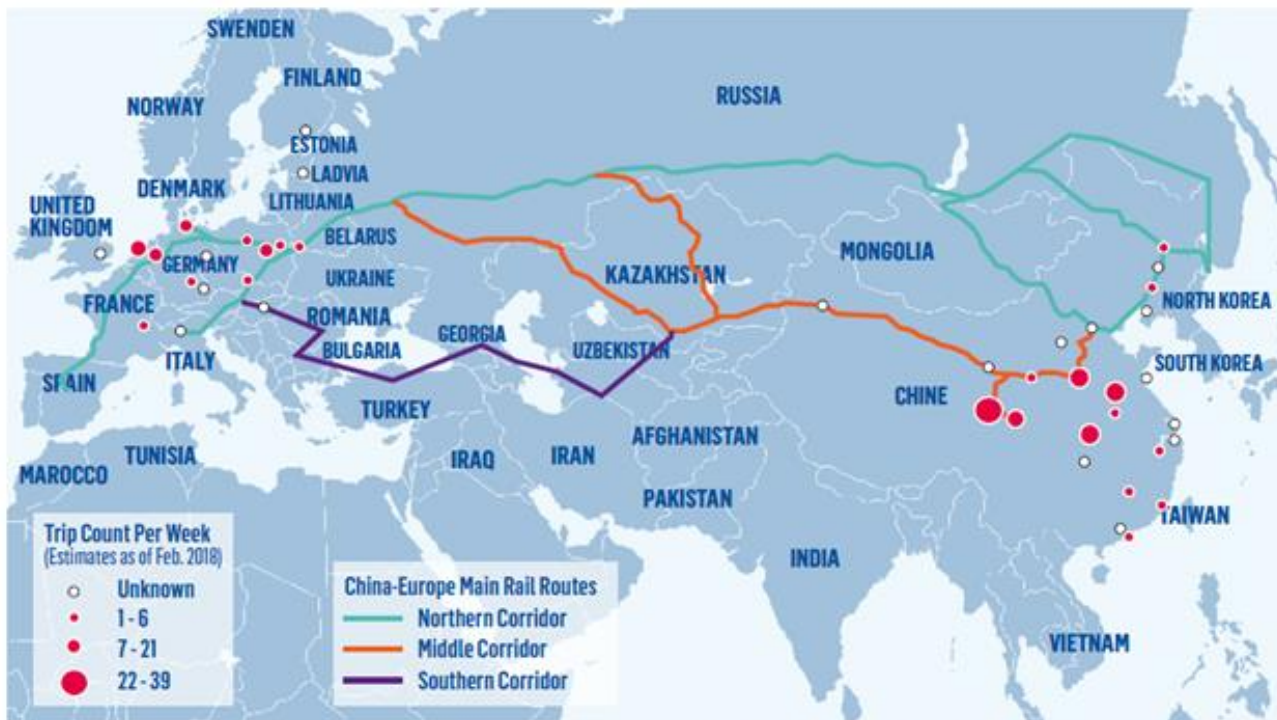 SWENDEN
FINLAND
NORWAY
RUSSIA
ESTONIA
LADVIA
DENMARK
LITHUANIA
UNITED
KINGDOM
BELARUS
GERMANY
MONGOLIA
UKRAINE
KAZAKHSTAN
FRANCE
NORTH KOREA
ROMANIA
GEORGIA
BULGARIA
UZBEKISTAN
ITALY
SOUTH KOREA
SPAIN
CHINE
TURKEY
AFGHANISTAN
TUNISIA
IRAQ
IRAN
MAROCCO
PAKISTAN
TAIWAN
INDIA
VIETNAM
Trip Count Per Week
(Estimates as of Feb. 2018)
Unknown
1 - 6
7 - 21
22 - 39
China-Europe Main Rail Routes
Northern Corridor
Middle Corridor
Southern Corridor